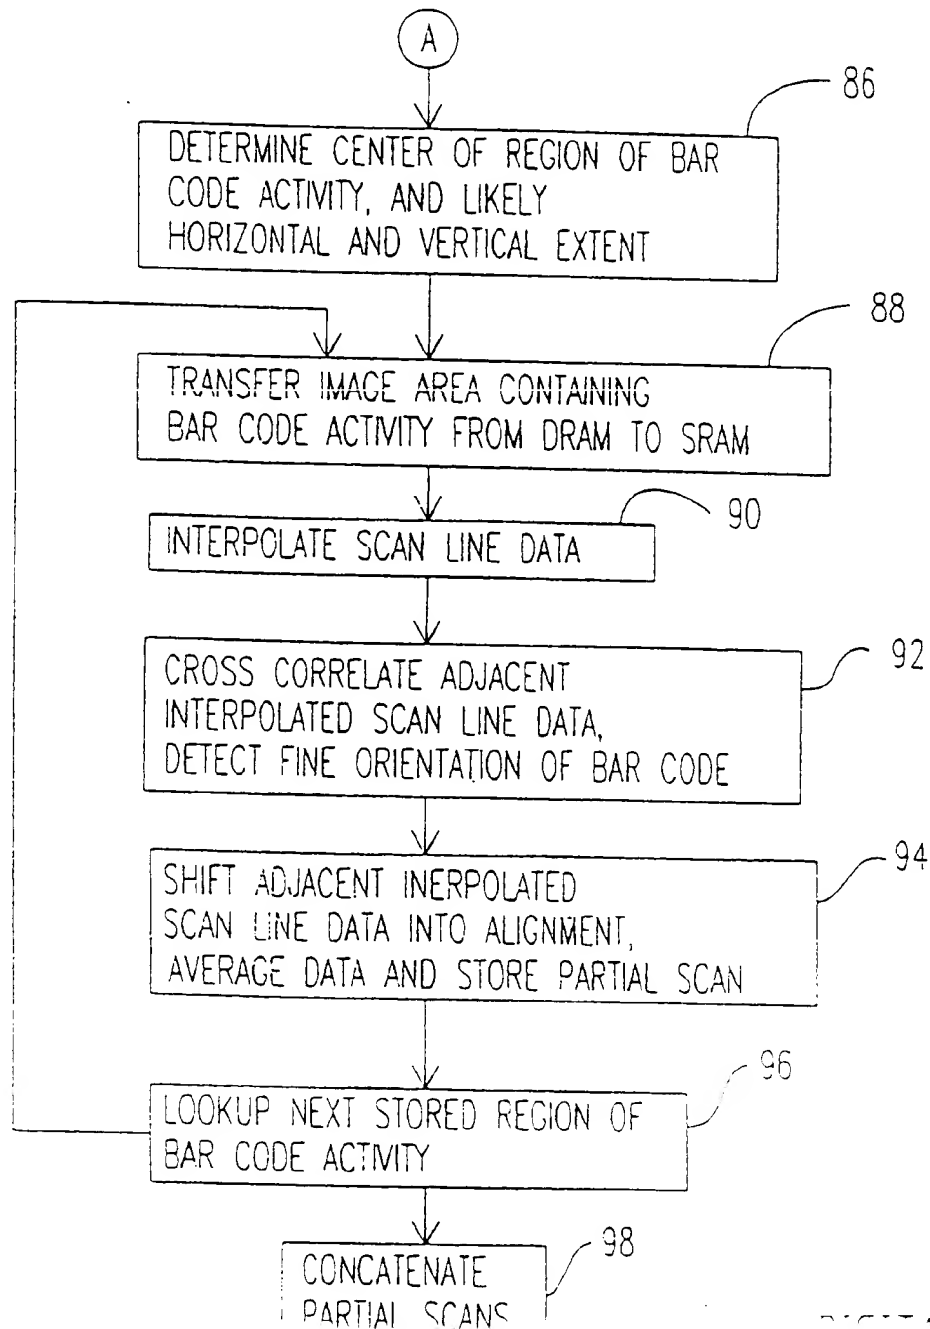 A
86
DETERMINE CENTER OF REGION OF BAR
CODE ACTIVITY, AND LIKELY
HORIZONTAL AND VERTICAL EXTENT
88
TRANSFER IMAGE AREA CONTAINING
BAR CODE ACTIVITY FROM DRAM TO SRAM
90
INTERPOLATE SCAN LINE DATA
92
CROSS CORRELATE ADJACENT
INTERPOLATED SCAN LINE DATA,
DETECT FINE ORIENTATION OF BAR CODE
94
SHIFT ADJACENT INERPOLATED
SCAN LINE DATA INTO ALIGNMENT,
AVERAGE DATA AND STORE PARTIAL SCAN
96
LOOKUP NEXT STORED REGION OF
BAR CODE ACTIVITY
98
CONCATENATE
PARTIAL SCANS